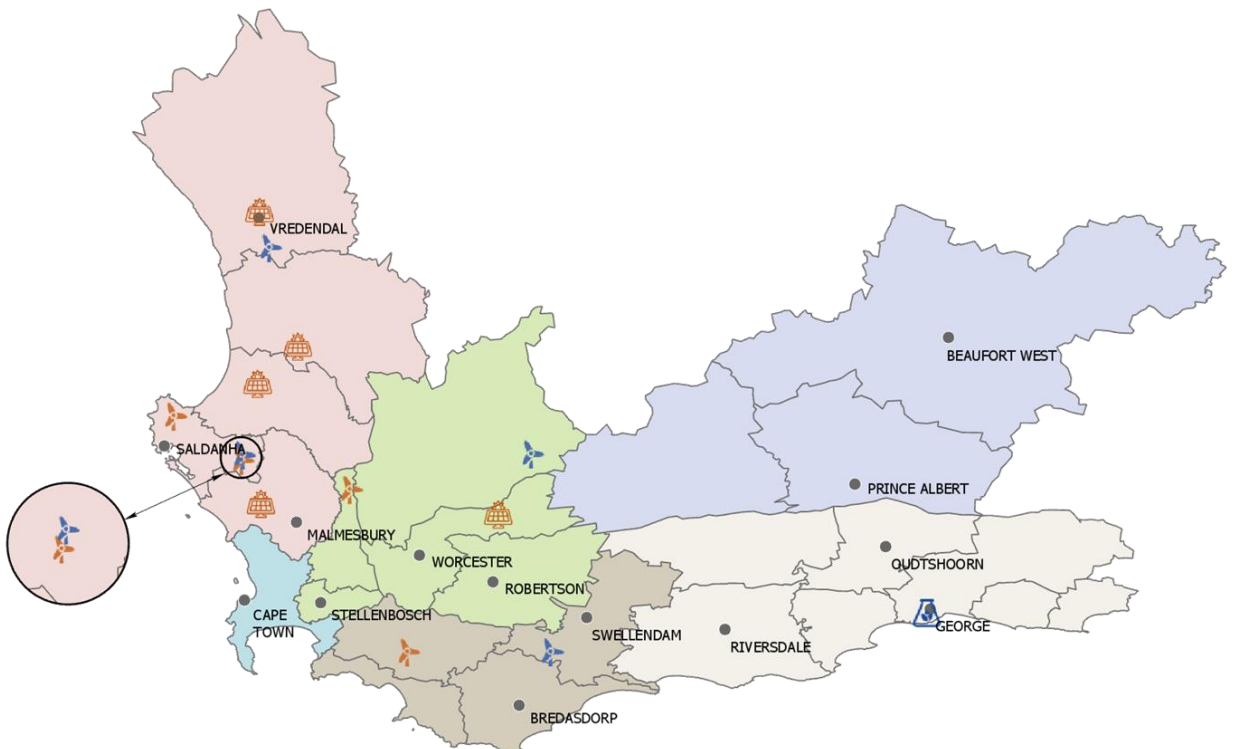 VREDENDAL
BEAUFORT WEST
SALDANHA
PRINCE ALBERT
MALMESBURY
WORCESTER
OUDTSHOORN
ROBERTSON
CAPE
TOWN
STELLENBOSCH
SWELLENDAM
GEORGE
RIVERSDALE
BREDASDORP